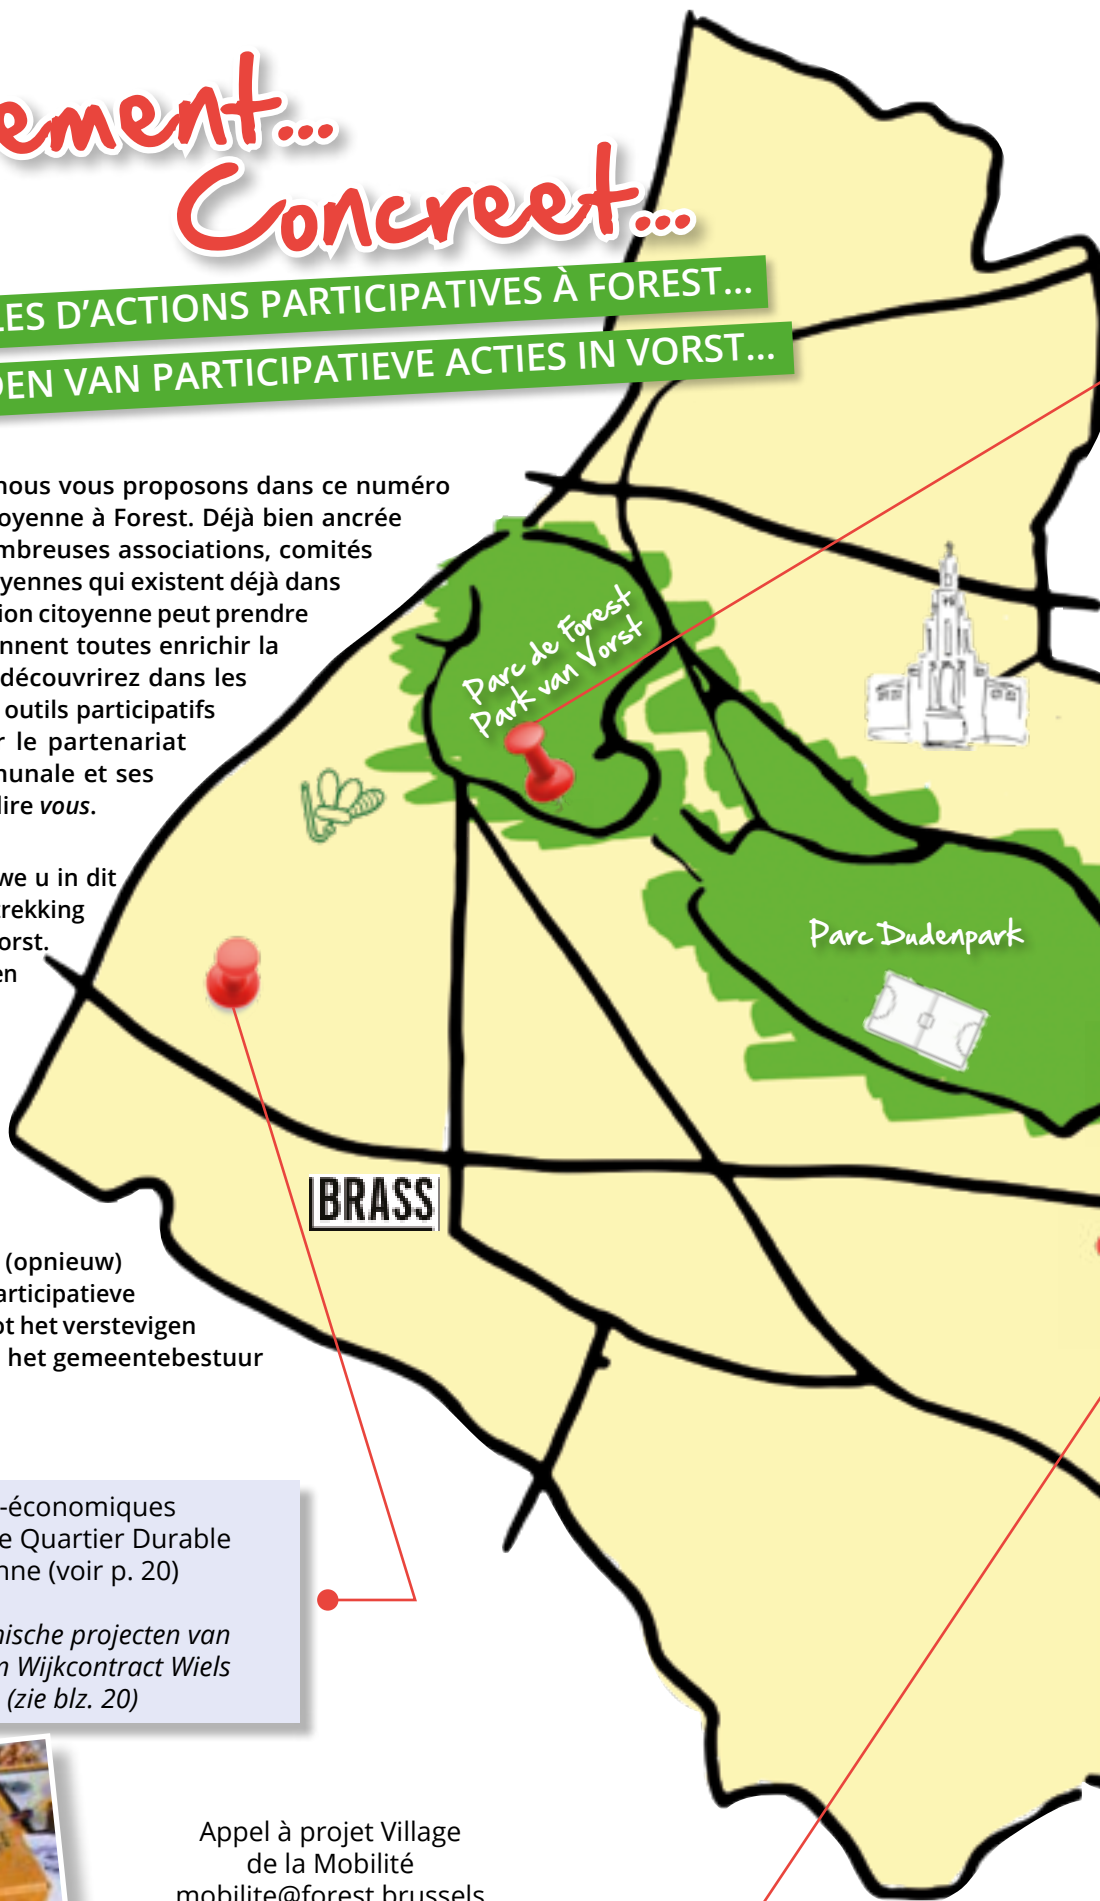 ement...
Concreet...
LES D'ACTIONS PARTICIPATIVES À FOREST...
DEN VAN PARTICIPATIEVE ACTIES IN VORST...
nous vous proposons dans ce numéro
oyenne à Forest. Déjà bien ancrée
mbreuses associations, comités
yennes qui existent déjà dans
ion citoyenne peut prendre
nnent toutes enrichir la
découvrirez dans les
outils participatifs
r le partenariat
munale et ses
dire vous.
we u in dit
trekking
orst.
en
(opnieuw)
articipatieve
ot het verstevigen
het gemeentebestuur
-économiques
e Quartier Durable
nne (voir p. 20)
nische projecten van
n Wijkcontract Wiels
(zie blz. 20)
Appel à projet Village
de la Mobilité
mobilite@forest.brussels
Parc de Forest
Park van Vorst
Parc Dudenpark
BRASS